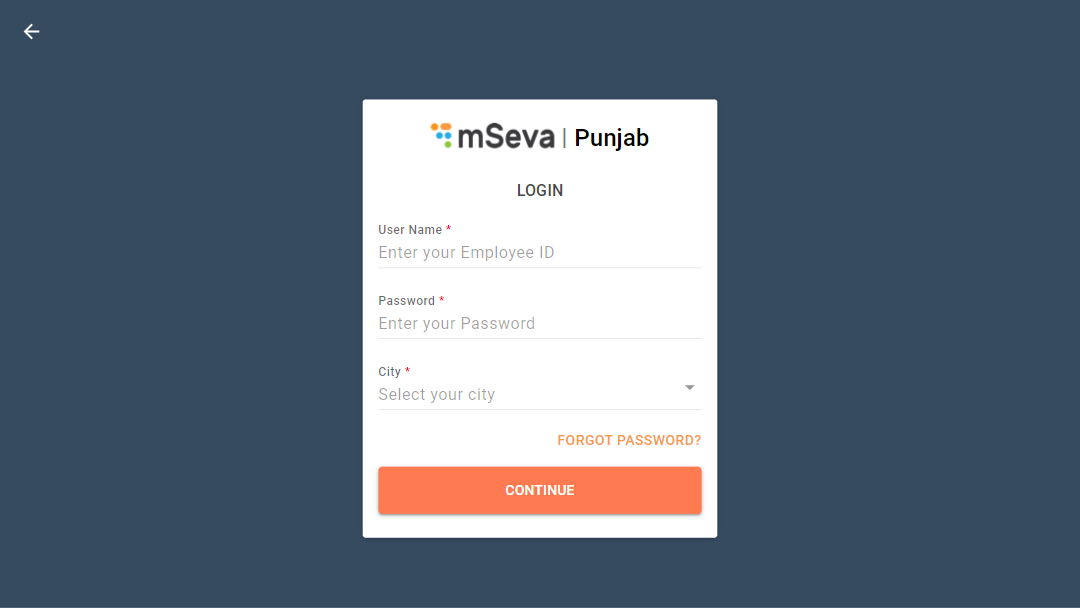 mSeva | Punjab
LOGIN
User Name *
Enter your Employee ID
Password *
Enter your Password
City *
Select your city
FORGOT PASSWORD?
CONTINUE